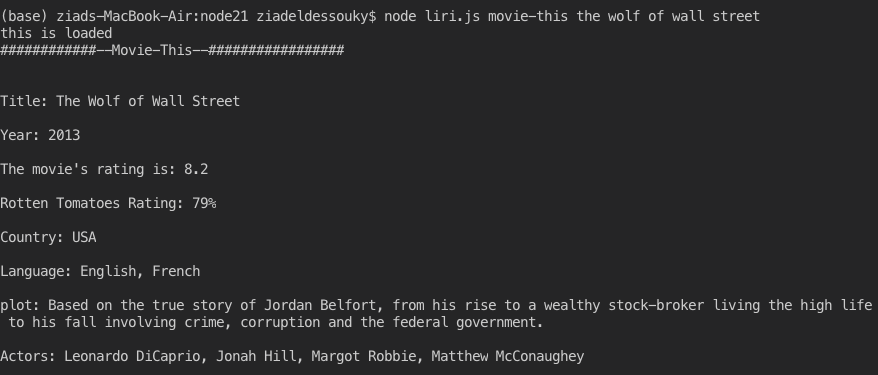 (base) ziads-MacBook-Air:node21 ziadeldessouky$ node liri.js movie-this the wolf of wall street
this is loaded
############--Movie-This--#################
Title: The Wolf of Wall Street
Year: 2013
The movie's rating is: 8.2
Rotten Tomatoes Rating: 79%
Country: USA
Language: English, French
plot: Based on the true story of Jordan Belfort, from his rise to a wealthy stock-broker living the high life
 to his fall involving crime, corruption and the federal government.
Actors: Leonardo DiCaprio, Jonah Hill, Margot Robbie, Matthew McConaughey